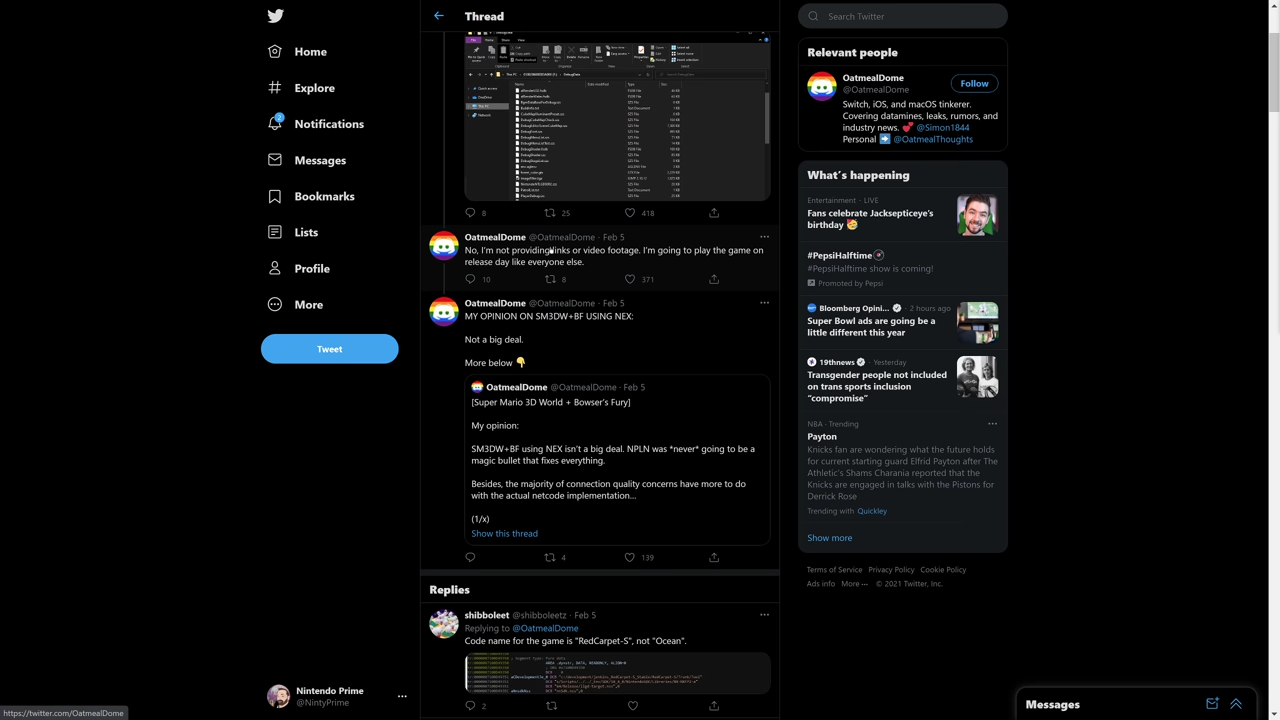 Home
Explore
2
Notifications
Messages
Bookmarks
Lists
Profile
More
Tweet
Orlando Prime
@NintyPrime
https://twitter.com/OatmealDome
Thread
8
25
418
OatmealDome @OatmealDome · Feb 5
No, I'm not providing links or video footage. I'm going to play the game on
release day like everyone else.
10
8
371
OatmealDome @OatmealDome · Feb 5
MY OPINION ON SM3DW+BF USING NEX:
Not a big deal.
More below 👇
OatmealDome @OatmealDome · Feb 5
[Super Mario 3D World + Bowser's Fury]
My opinion:
SM3DW+BF using NEX isn't a big deal. NPLN was *never* going to be a
magic bullet that fixes everything.
Besides, the majority of connection quality concerns have more to do
with the actual netcode implementation...
(1/x)
Show this thread
4
139
Replies
shibboleet @shibboleetz · Feb 5
Replying to @OatmealDome
Code name for the game is "RedCarpet-S", not "Ocean".
2
Search Twitter
Relevant people
OatmealDome
@OatmealDome
Follow
Switch, iOS, and macOS tinkerer.
Covering datamines, leaks, rumors, and
industry news. 💕 @Simon1844
Personal ➡️ @OatmealThoughts
What's happening
Entertainment · LIVE
Fans celebrate Jacksepticeye's
birthday 🥳
#PepsiHalftime
#PepsiHalftime show is coming!
Promoted by Pepsi
Bloomberg Opini... · 2 hours ago
Super Bowl ads are going be a
little different this year
19thnews · Yesterday
Transgender people not included
on trans sports inclusion
"compromise"
NBA · Trending
Payton
Knicks fan are wondering what the future holds
for current starting guard Elfrid Payton after The
Athletic's Shams Charania reported that the
Knicks are engaged in talks with the Pistons for
Derrick Rose
Trending with Quickley
Show more
Terms of Service Privacy Policy Cookie Policy
Ads info More ··· © 2021 Twitter, Inc.
Messages